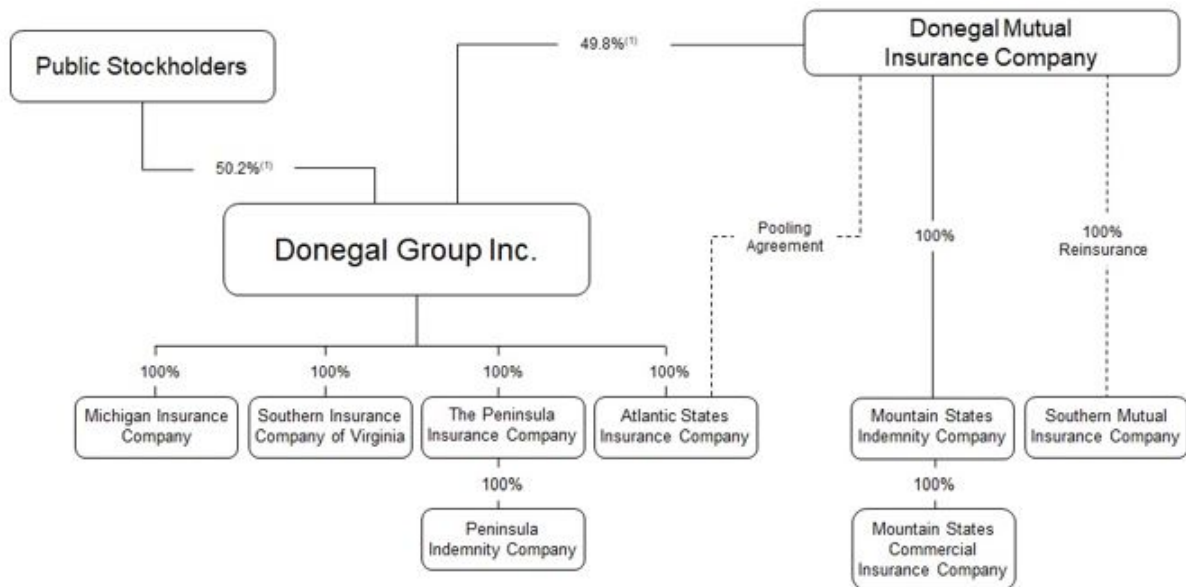 Public Stockholders
49.8%(1)
Donegal Mutual
Insurance Company
50.2%(1)
Donegal Group Inc.
Pooling
Agreement
100%
100%
Reinsurance
100%
100%
100%
100%
Michigan Insurance
Company
Southern Insurance
Company of Virginia
The Peninsula
Insurance Company
Atlantic States
Insurance Company
Mountain States
Indemnity Company
Southern Mutual
Insurance Company
100%
100%
Peninsula
Indemnity Company
Mountain States
Commercial
Insurance Company